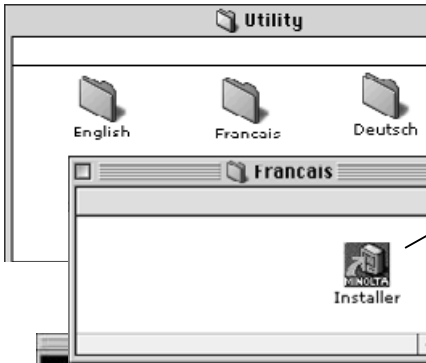 Utility
English Francais Deutsch
Francais
MINOLTA
Installer